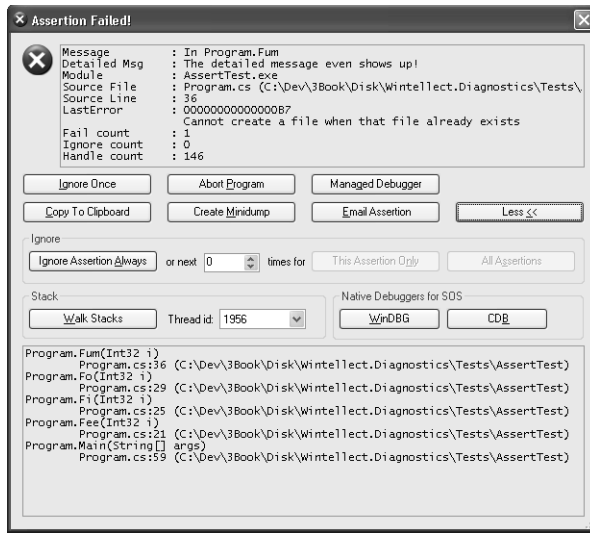 Assertion Failed!
Message : In Program.Fum
Detailed Msg : The detailed message even shows up!
Module : AssertTest.exe
Source File : Program.cs (C:\Dev\3Book\Disk\Wintellect.Diagnostics\Tests\.
Source Line : 36
LastError : 00000000000000B7
Cannot create a file when that file already exists
Fail count : 1
Ignore count : 0
Handle count : 146
Ignore Once Abort Program Managed Debugger
Copy To Clipboard Create Minidump Email Assertion Less <<
Ignore
Ignore Assertion Always or next 0 times for This Assertion Only All Assertions
Stack Native Debuggers for SOS
Walk Stacks Thread id: 1956 WinDBG CDB
Program.Fum(Int32 i)
Program.cs:36 (C:\Dev\3Book\Disk\Wintellect.Diagnostics\Tests\AssertTest)
Program.Fo(Int32 i)
Program.cs:29 (C:\Dev\3Book\Disk\Wintellect.Diagnostics\Tests\AssertTest)
Program.Fi(Int32 i)
Program.cs:25 (C:\Dev\3Book\Disk\Wintellect.Diagnostics\Tests\AssertTest)
Program.Fee(Int32 i)
Program.cs:21 (C:\Dev\3Book\Disk\Wintellect.Diagnostics\Tests\AssertTest)
Program.Main(String[] args)
Program.cs:59 (C:\Dev\3Book\Disk\Wintellect.Diagnostics\Tests\AssertTest)